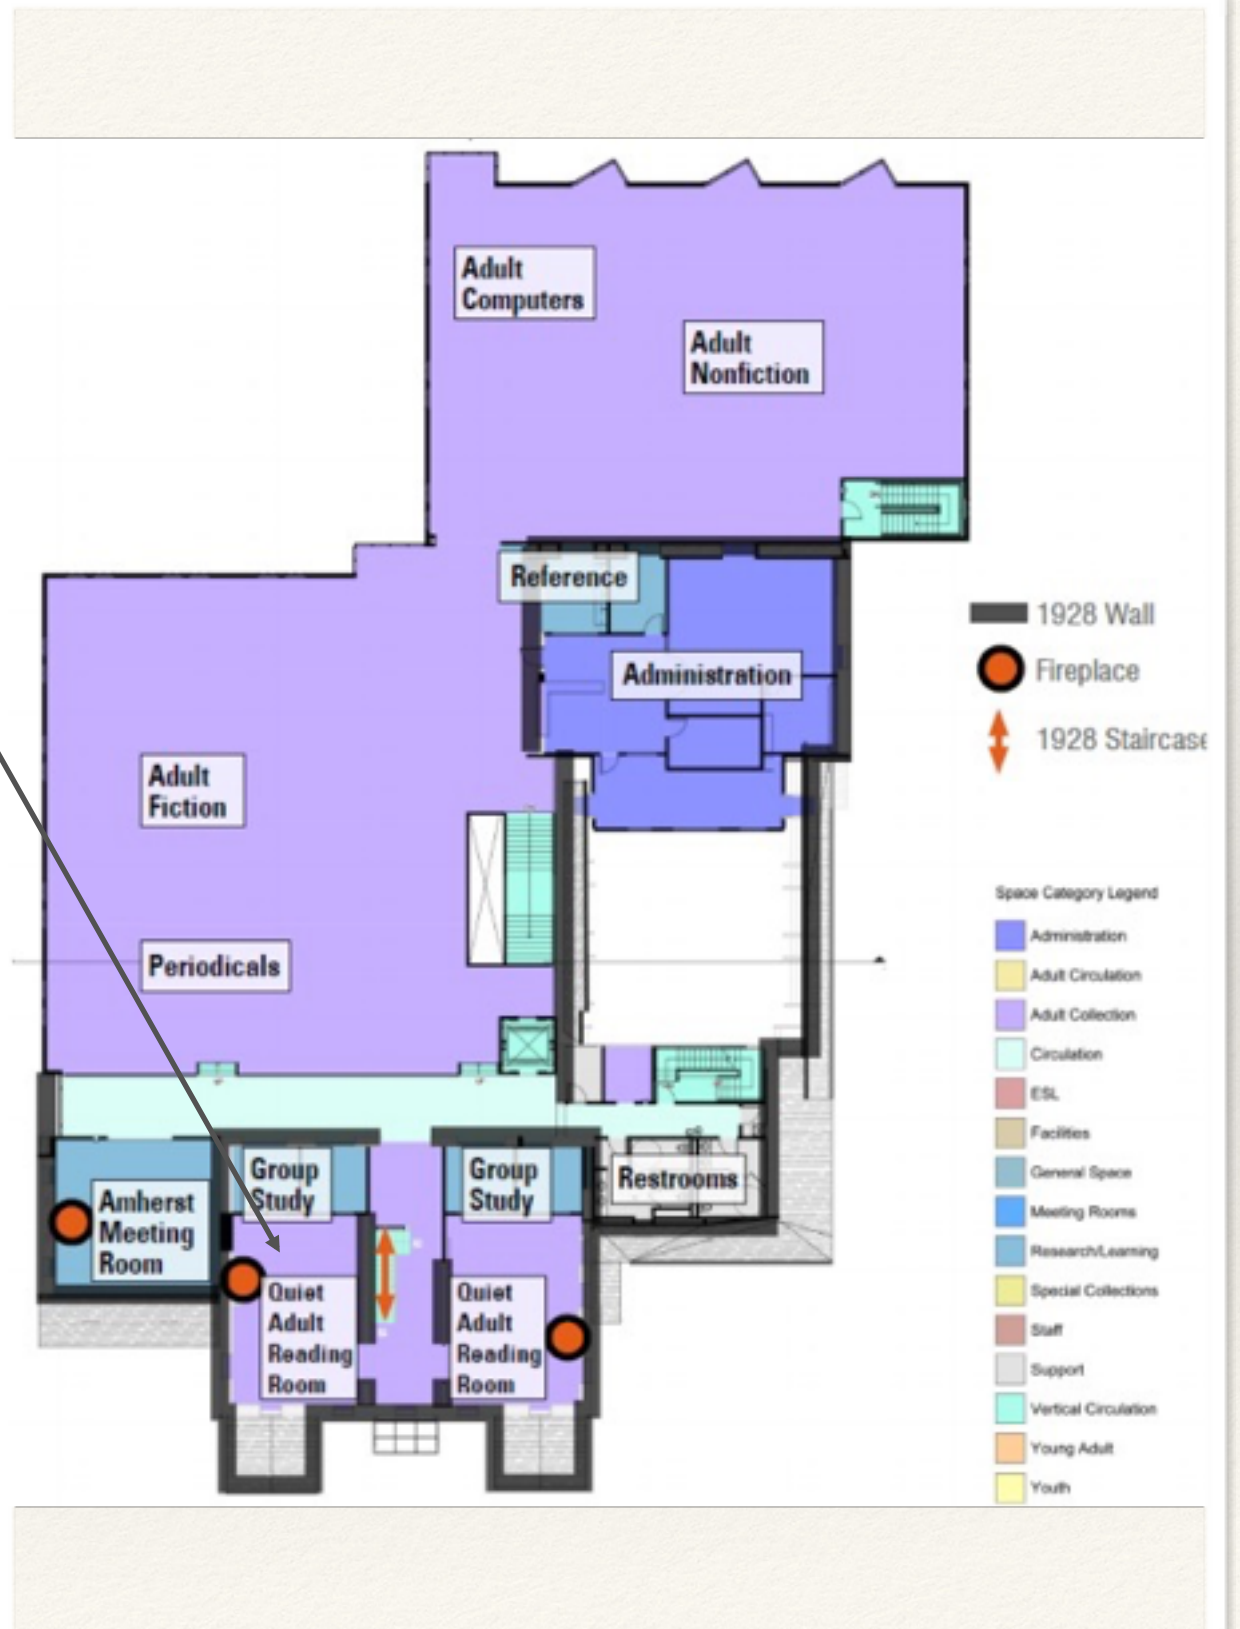 Adult
Computers
Adult
Nonfiction
Reference
Administration
1928 Wall
Fireplace
1928 Staircase
Adult
Fiction
Periodicals
Space Category Legend
Administration
Adult Circulation
Adult Collection
Circulation
ESL
Facilities
General Space
Meeting Rooms
Research/Learning
Special Collections
Staff
Support
Vertical Circulation
Young Adult
Youth
Group
Study
Group
Study
Restrooms
Amherst
Meeting
Room
Quiet
Adult
Reading
Room
Quiet
Adult
Reading
Room